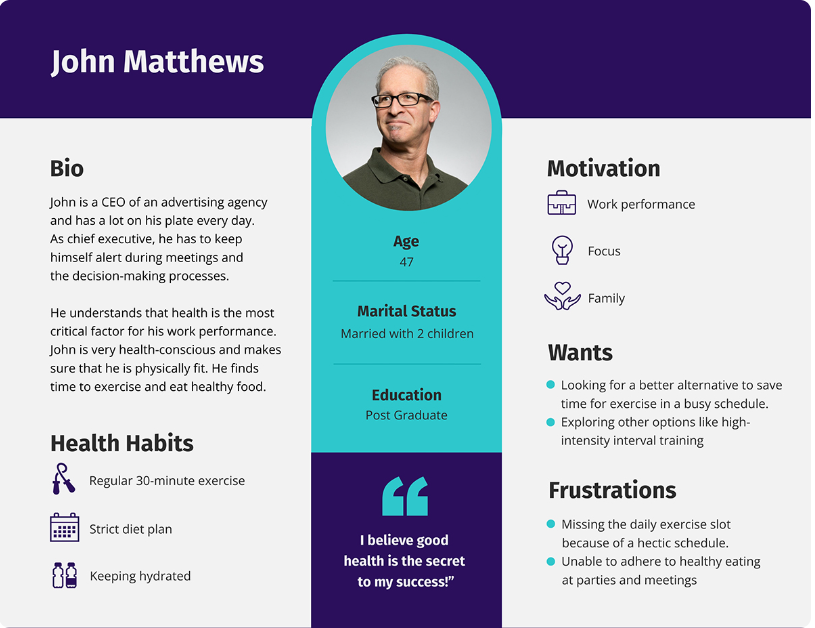 John Matthews
Bio
John is a CEO of an advertising agency
and has a lot on his plate every day.
As chief executive, he has to keep
himself alert during meetings and
the decision-making processes.
He understands that health is the most
critical factor for his work performance.
John is very health-conscious and makes
sure that he is physically fit. He finds
time to exercise and eat healthy food.
Health Habits
Regular 30-minute exercise
Strict diet plan
Keeping hydrated
Age
47
Marital Status
Married with 2 children
Education
Post Graduate
“
I believe good
health is the secret
to my success!”
Motivation
Work performance
Focus
Family
Wants
Looking for a better alternative to save
time for exercise in a busy schedule.
Exploring other options like high-
intensity interval training
Frustrations
Missing the daily exercise slot
because of a hectic schedule.
Unable to adhere to healthy eating
at parties and meetings